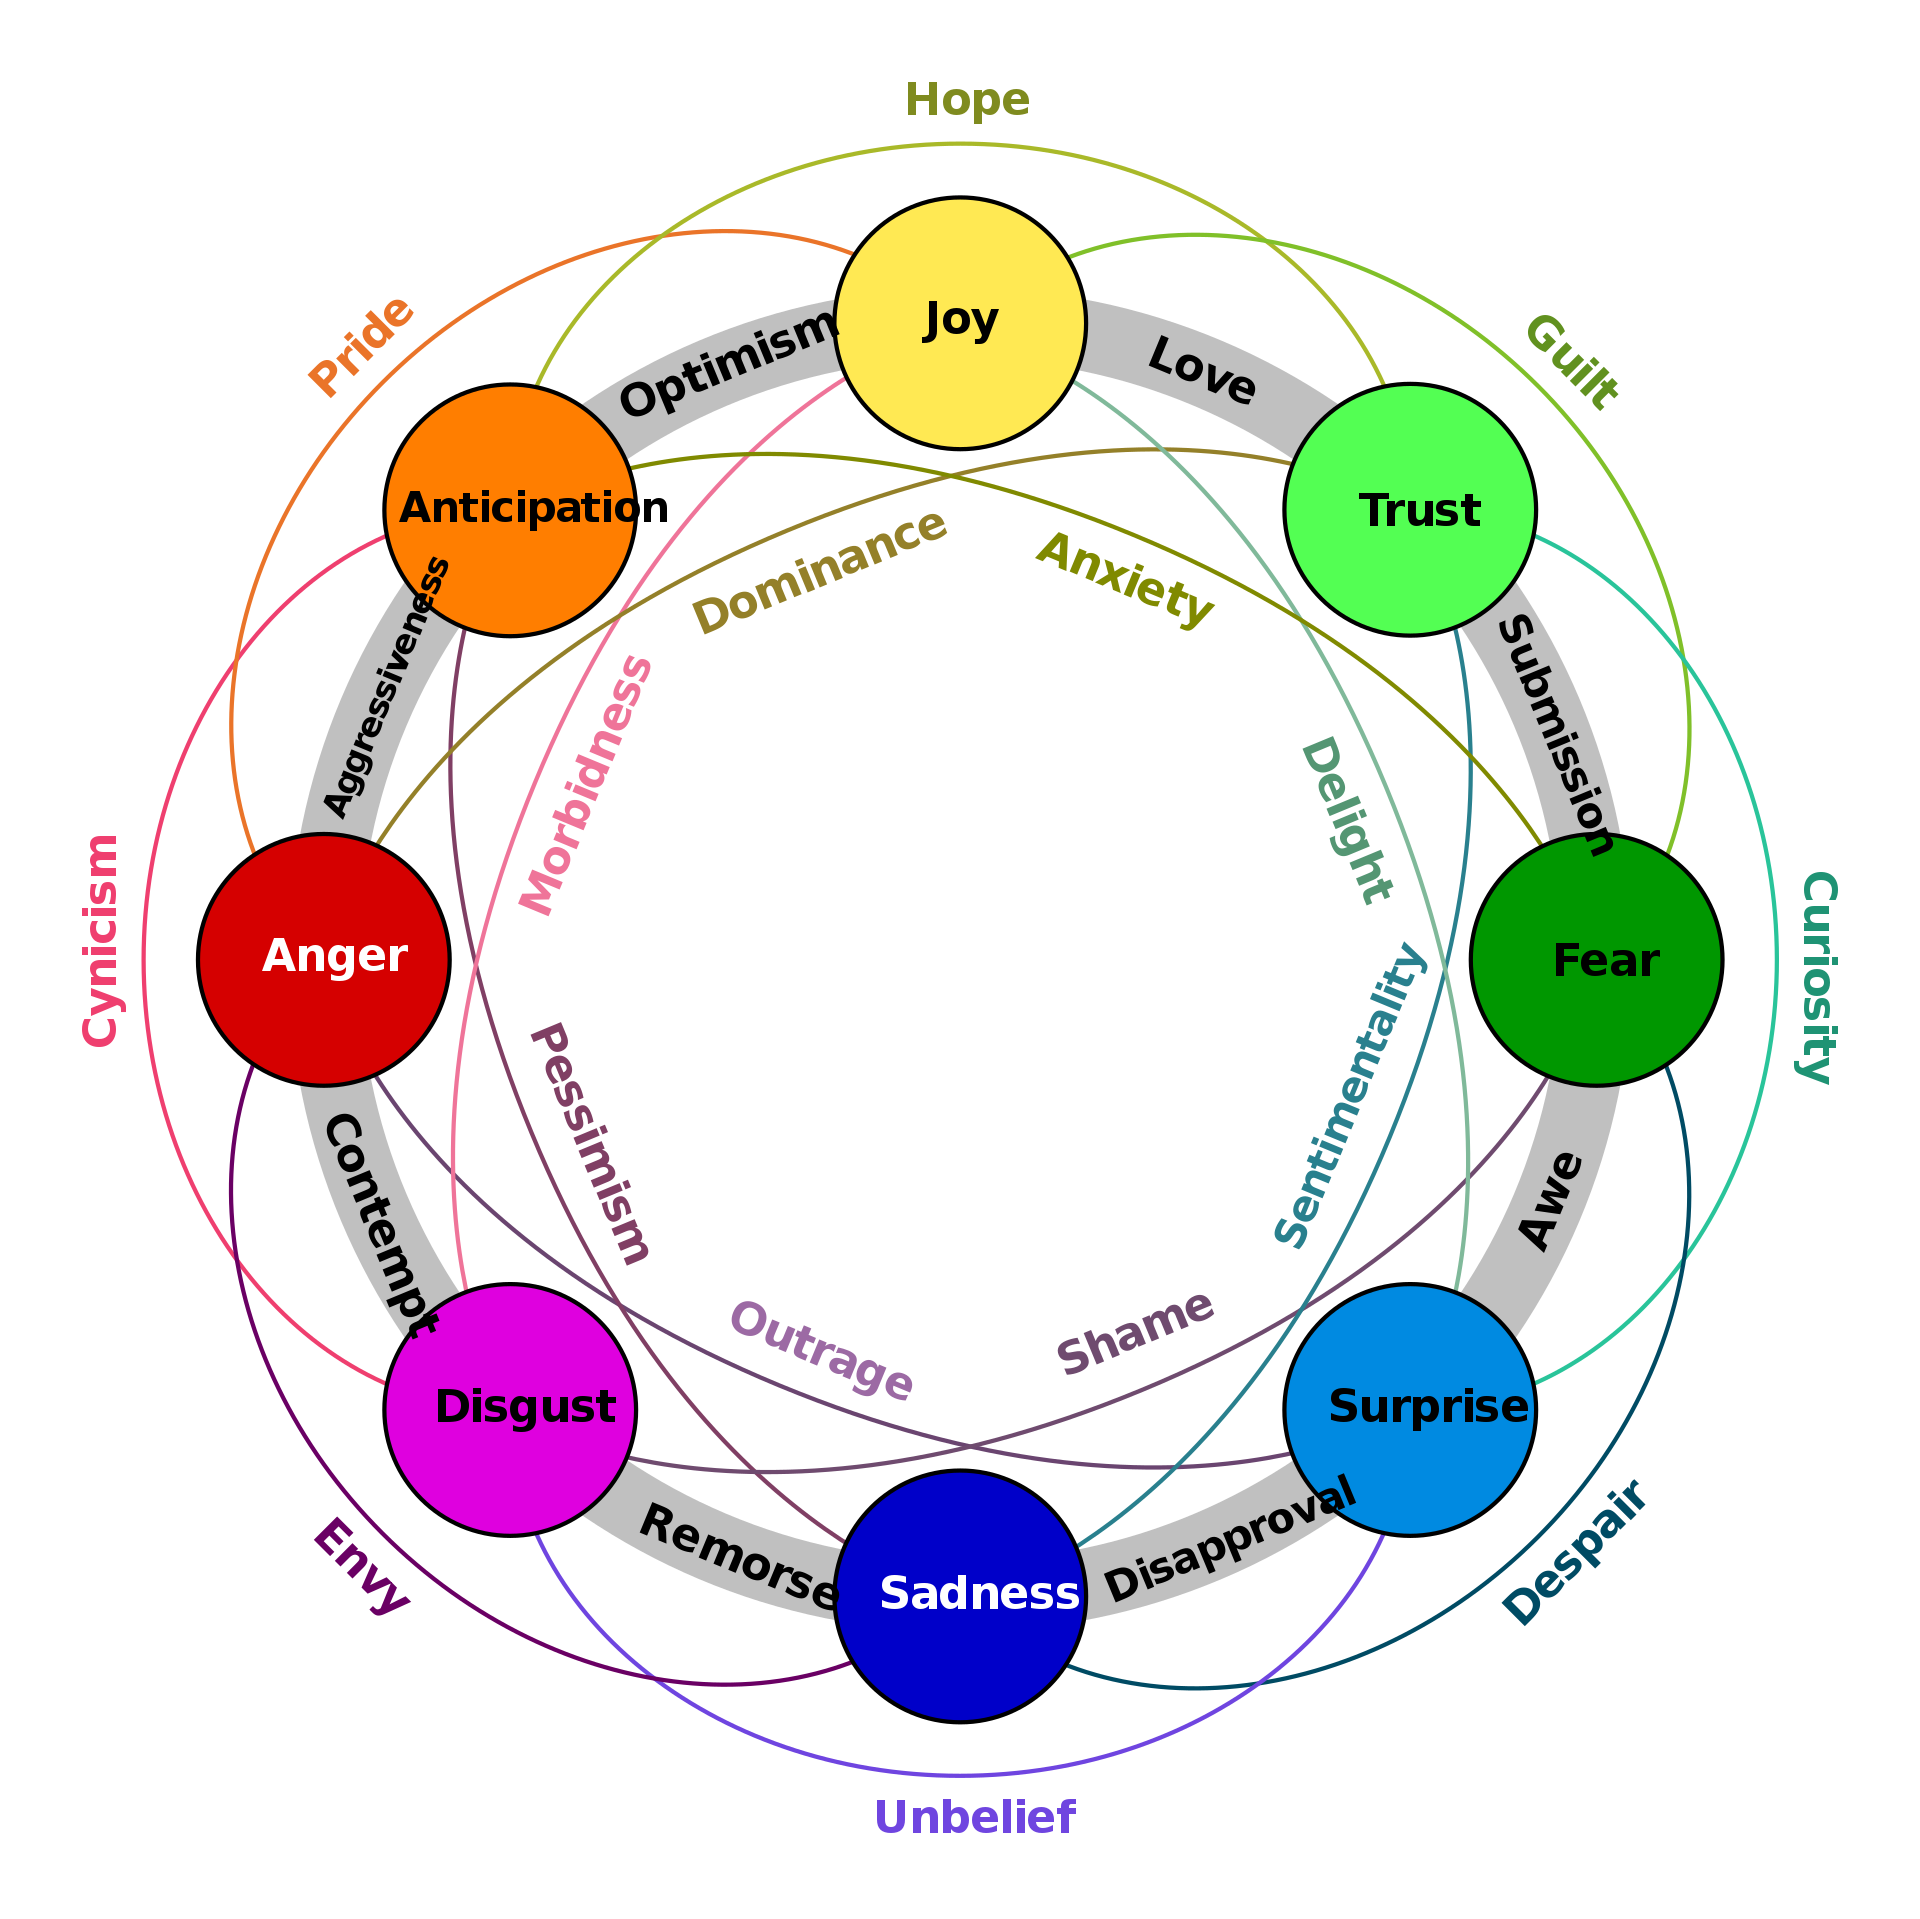 Hope
Pride
Guilt
Joy
Optimism
Love
Anticipation
Trust
Dominance
Anxiety
Aggressiveness
Submission
Morbidness
Delight
Cynicism
Anger
Fear
Curiosity
Pessimism
Sentimentality
Contempt
Awe
Outrage
Shame
Disgust
Surprise
Remorse
Disapproval
Envy
Despair
Sadness
Unbelief